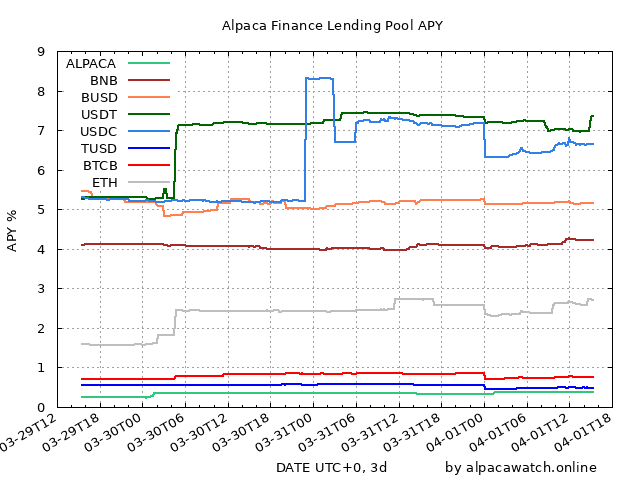 Alpaca Finance Lending Pool APY
9
8
7
6
5
4
3
2
1
0
APY %
ALPACA
BNB
BUSD
USDT
USDC
TUSD
BTCB
ETH
03-29T12
03-29T18
03-30T00
03-30T06
03-30T12
03-30T18
03-31T00
03-31T06
03-31T12
03-31T18
04-01T00
04-01T06
04-01T12
04-01T18
DATE UTC+0, 3d
by alpacawatch.online